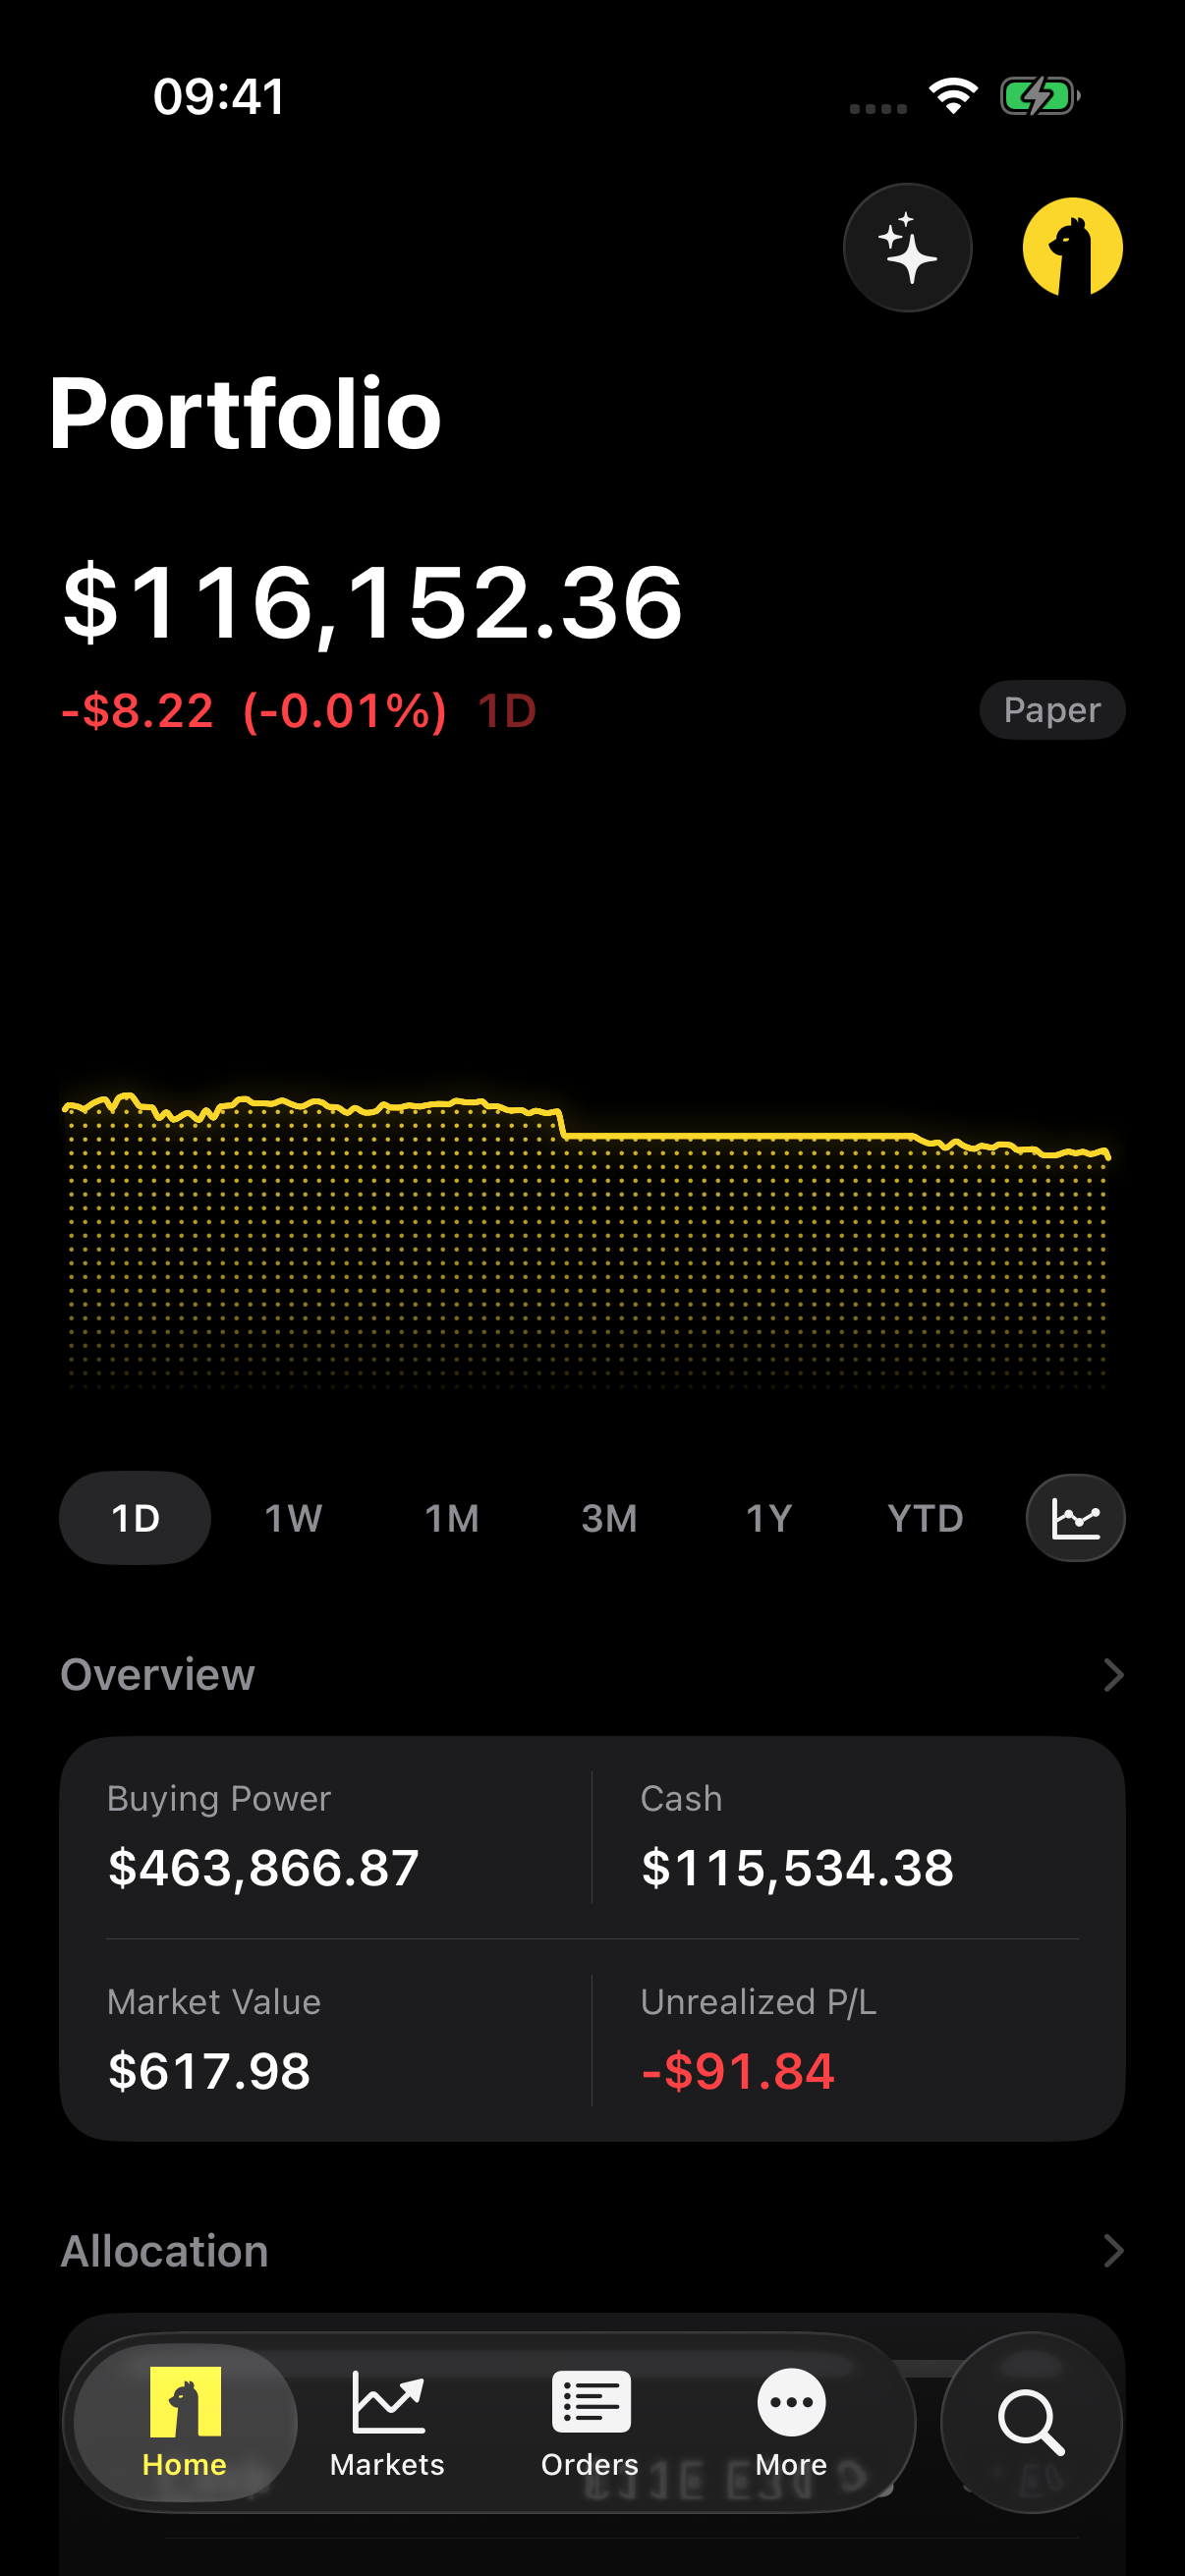 09:41
Portfolio
$116,152.36
-$8.22 (-0.01%) 1D
Paper
1D 1W 1M 3M 1Y YTD
Overview
Buying Power
Cash
$463,866.87
$115,534.38
Market Value
Unrealized P/L
$617.98
-$91.84
Allocation
Home Markets Orders More